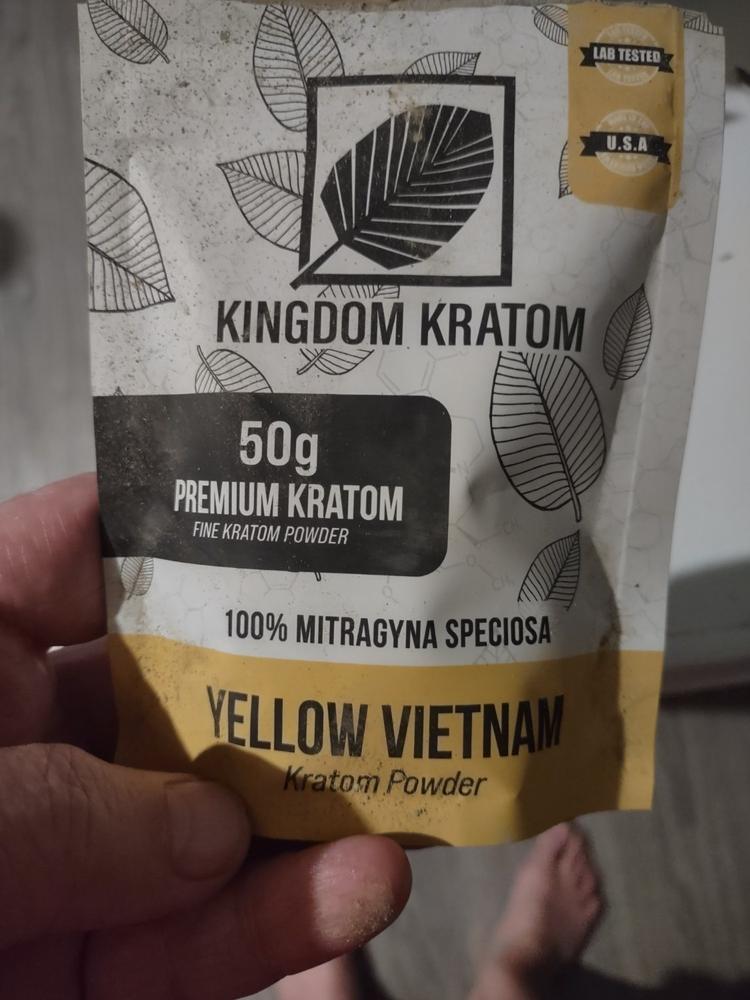 LAB TESTED
U.S.A
KINGDOM KRATOM
50g
PREMIUM KRATOM
FINE KRATOM POWDER
100% MITRAGYNA SPECIOSA
YELLOW VIETNAM
Kratom Powder